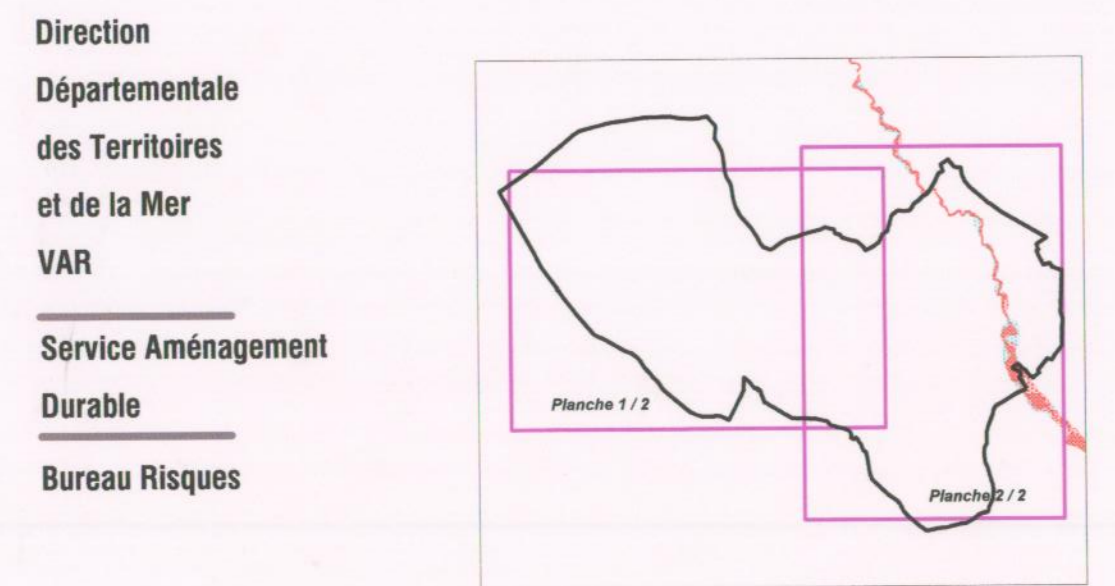 Direction
Départementale
des Territoires
et de la Mer
VAR
Service Aménagement
Durable
Bureau Risques
Planche 1 / 2
Planche 2 / 2